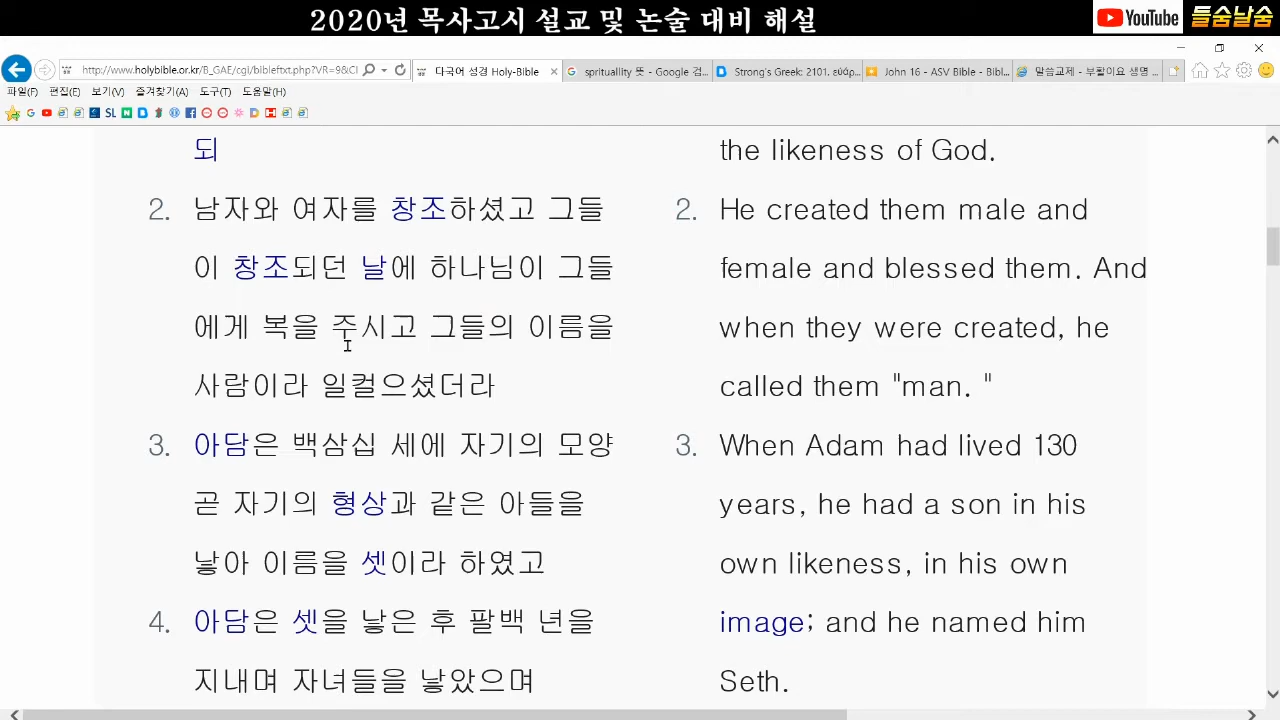 2020년 목사고시 설교 및 논술 대비 해설
YouTube 들숨날숨
http://www.holybible.or.kr/B_GAE/cgi/bibleftxt.php?VR=9&CI
다국어 성경 Holy-Bible
sprituallity 뜻 - Google 검...
Strong's Greek: 2101. εὐάρ...
John 16 - ASV Bible - Bibl...
말씀교제 - 부활이요 생명 ...
파일(F) 편집(E) 보기(V) 즐겨찾기(A) 도구(T) 도움말(H)
되
the likeness of God.
2. 남자와 여자를 창조하셨고 그들
이 창조되던 날에 하나님이 그들
에게 복을 주시고 그들의 이름을
사람이라 일컬으셨더라
2. He created them male and
female and blessed them. And
when they were created, he
called them "man. "
3. 아담은 백삼십 세에 자기의 모양
곧 자기의 형상과 같은 아들을
낳아 이름을 셋이라 하였고
3. When Adam had lived 130
years, he had a son in his
own likeness, in his own
image; and he named him
Seth.
4. 아담은 셋을 낳은 후 팔백 년을
지내며 자녀들을 낳았으며